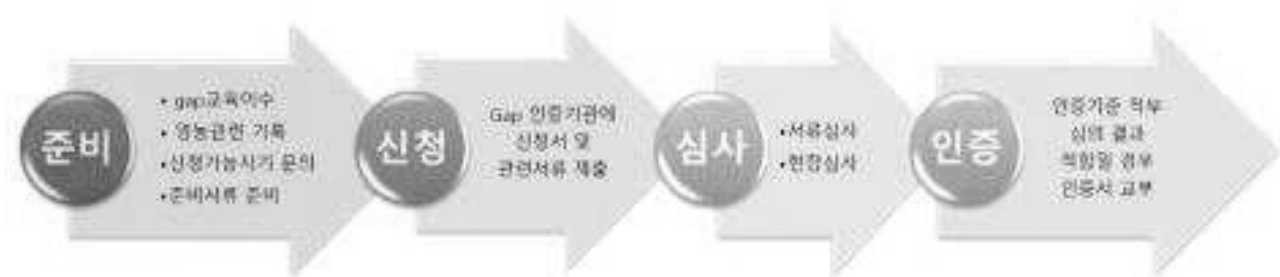 준비
• gap교육이수
• 영농관련 기록
•신청가능시기 문의
•준비서류 준비
신청
Gap 인증기관에
신청서 및
관련서류 제출
심사
•서류심사
•현장심사
인증
인증기준 적부
심의 결과
적합일 경우
인증서 교부